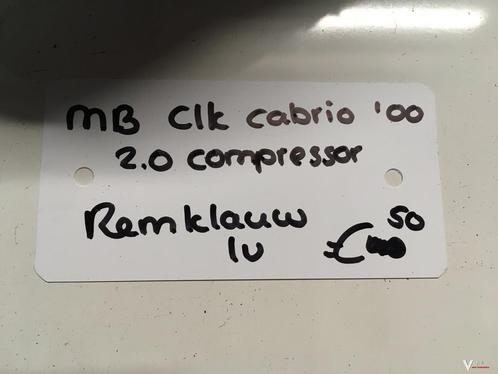 MB Clk cabrio '00
2.0 compressor
Remklauw
lv
€ 50